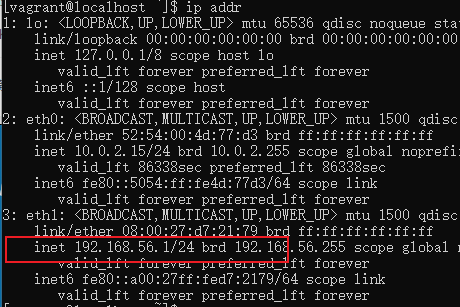 [vagrant@localhost ~]$ ip addr
1: lo: <LOOPBACK,UP,LOWER_UP> mtu 65536 qdisc noqueue sta
link/loopback 00:00:00:00:00:00 brd 00:00:00:00:00:00
inet 127.0.0.1/8 scope host lo
valid_lft forever preferred_lft forever
inet6 ::1/128 scope host
valid_lft forever preferred_lft forever
2: eth0: <BROADCAST,MULTICAST,UP,LOWER_UP> mtu 1500 qdisc
link/ether 52:54:00:4d:77:d3 brd ff:ff:ff:ff:ff:ff
inet 10.0.2.15/24 brd 10.0.2.255 scope global noprefi
valid_lft 86338sec preferred_lft 86338sec
inet6 fe80::5054:ff:fe4d:77d3/64 scope link
valid_lft forever preferred_lft forever
3: eth1: <BROADCAST,MULTICAST,UP,LOWER_UP> mtu 1500 qdisc
link/ether 08:00:27:d7:21:79 brd ff:ff:ff:ff:ff:ff
inet 192.168.56.1/24 brd 192.168.56.255 scope global n
valid_lft forever preferred_lft forever
inet6 fe80::a00:27ff:fed7:2179/64 scope link
valid_lft forever preferred_lft forever